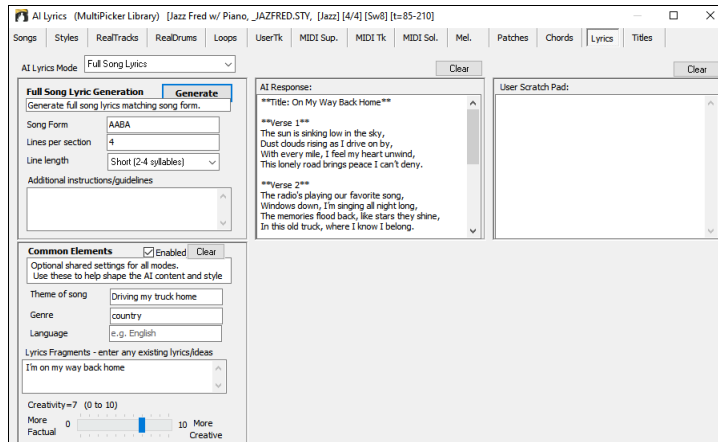 AI Lyrics (MultiPicker Library) [Jazz Fred w/ Piano, _JAZFRED.STY, [Jazz] [4/4] [Sw8] [t=85-210]
Songs Styles RealTracks RealDrums Loops UserTk MIDI Sup. MIDI Tk MIDI Sol. Mel. Patches Chords Lyrics Titles
AI Lyrics Mode Full Song Lyrics
Clear
Clear
Full Song Lyric Generation Generate
Generate full song lyrics matching song form.
Song Form AABA
Lines per section 4
Line length Short (2-4 syllables)
Additional instructions/guidelines
Common Elements Enabled Clear
Optional shared settings for all modes.
Use these to help shape the AI content and style
Theme of song Driving my truck home
Genre country
Language e.g. English
Lyrics Fragments - enter any existing lyrics/ideas
I'm on my way back home
Creativity=7 (0 to 10)
More Factual 0 10 More Creative
AI Response:
**Title: On My Way Back Home**
**Verse 1**
The sun is sinking low in the sky,
Dust clouds rising as I drive on by,
With every mile, I feel my heart unwind,
This lonely road brings peace I can't deny.
**Verse 2**
The radio's playing our favorite song,
Windows down, I'm singing all night long,
The memories flood back, like stars they shine,
In this old truck, where I know I belong.
User Scratch Pad: